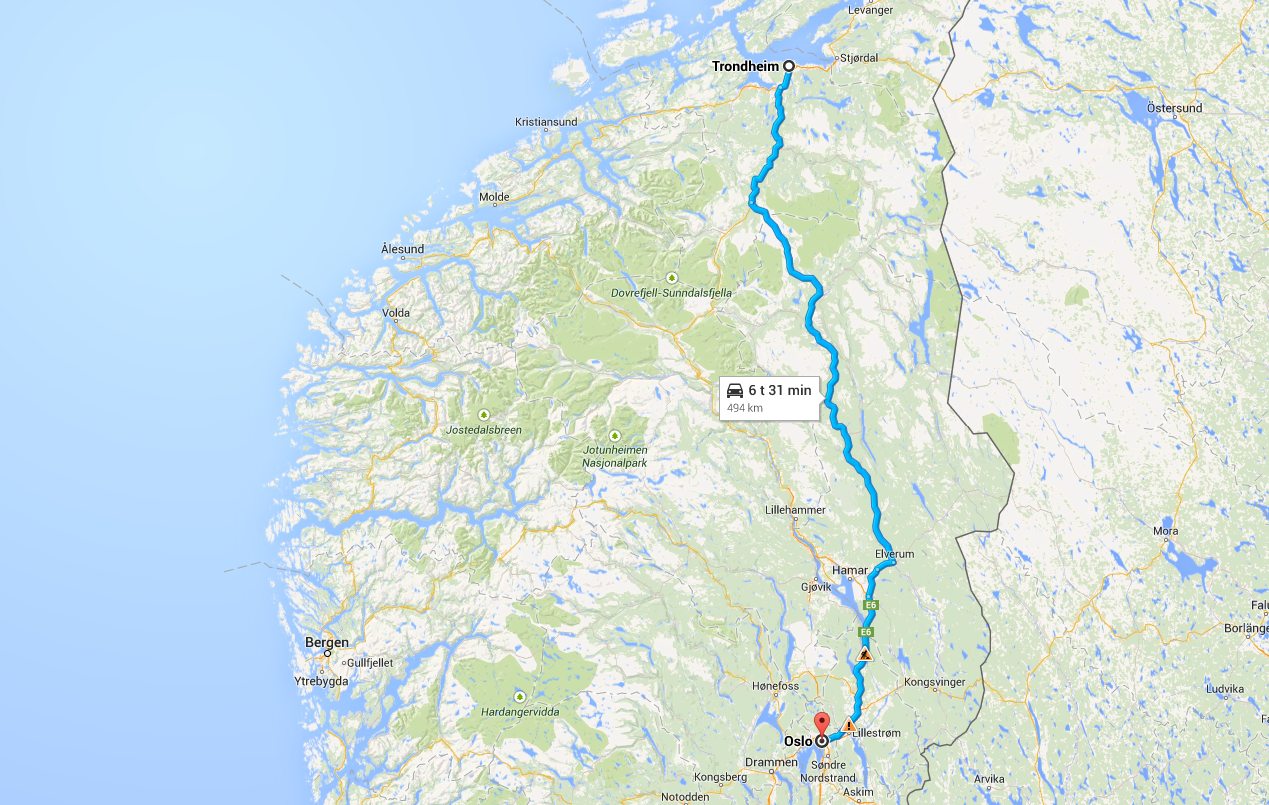 Levanger
Trondheim
Stjørdal
Østersund
Kristiansund
Molde
Ålesund
Dovrefjell-Sunndalsfjella
Volda
6 t 31 min
494 km
Jostedalsbreen
Jotunheimen
Nasjonalpark
Lillehammer
Mora
Elverum
Hamar
Gjøvik
E6
Falu
E6
Borlänge
Bergen
Gullfjellet
Ytrebygda
Kongsvinger
Hønefoss
Ludvika
Hardangervidda
Fa
Lillestrøm
Oslo
Drammen
Søndre
Nordstrand
Kongsberg
Arvika
Askim
Notodden